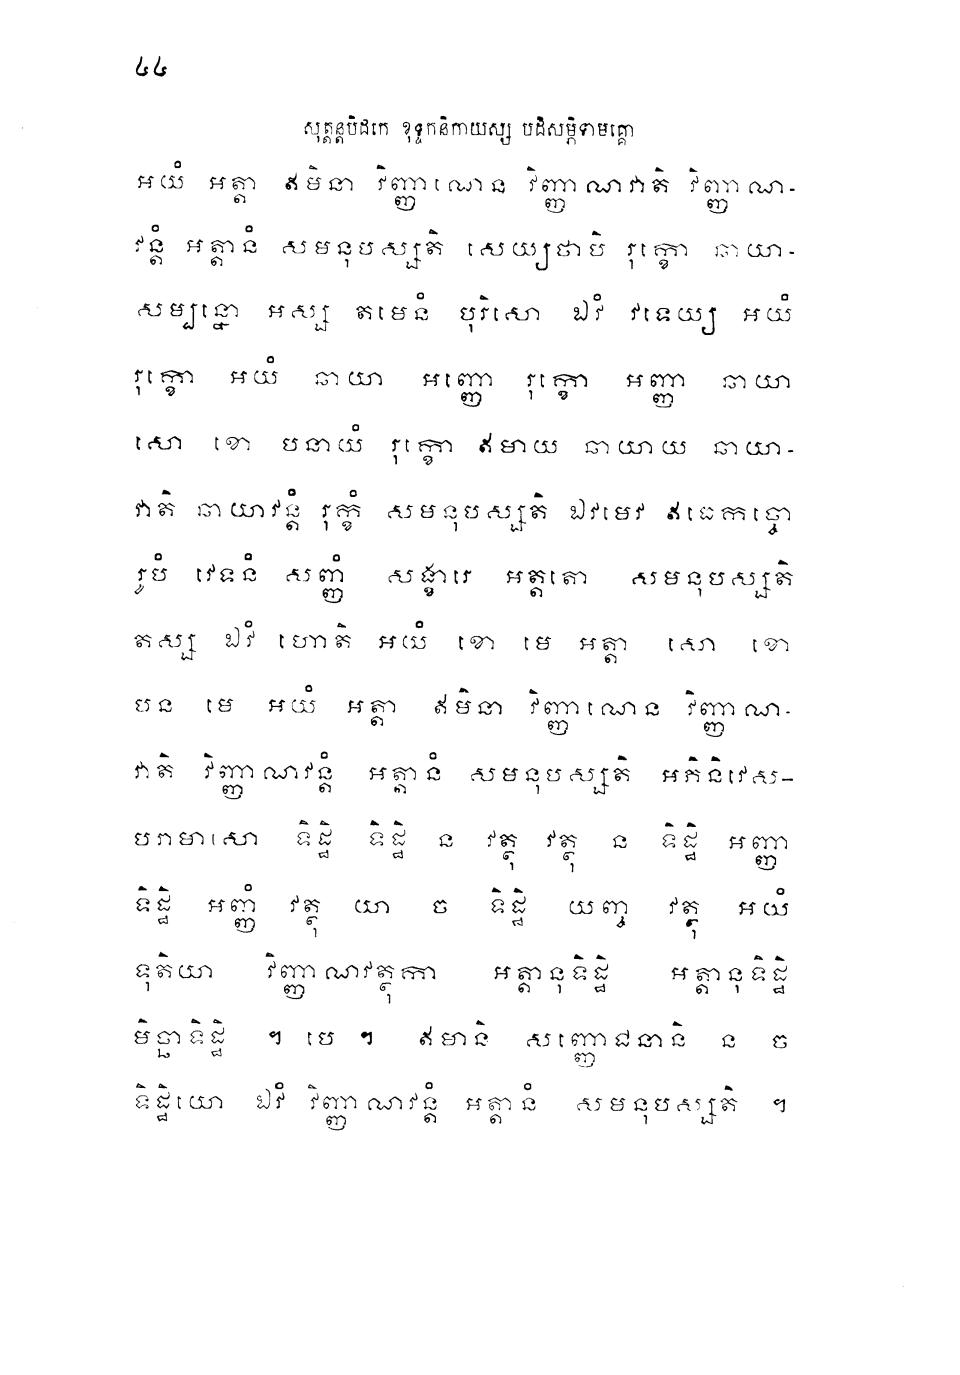 ៤៤
សុត្តន្តបិដកេ ខុទ្ទកនិកាយស្ស បដិសម្ភិទាមគ្គោ
អយំ អត្តា ឥមិនា វិញ្ញាណេន វិញ្ញាណវាតិ វិញ្ញាណ-
វន្តំ អត្តានំ សមនុបស្សតិ សេយ្យថាបិ រុក្ខោ ឆាយា-
សម្បន្នោ អស្ស តមេនំ បុរិសោ ឯវំ វទេយ្យ អយំ
រុក្ខោ អយំ ឆាយា អញ្ញោ រុក្ខោ អញ្ញា ឆាយា
សោ ខោ បនាយំ រុក្ខោ ឥមាយ ឆាយាយ ឆាយា-
វាតិ ឆាយាវន្តំ រុក្ខំ សមនុបស្សតិ ឯវមេវ ឥធេកច្ចោ
រូបំ វេទនំ សញ្ញំ សង្ខារេ អត្តតោ សមនុបស្សតិ
តស្ស ឯវំ ហោតិ អយំ ខោ មេ អត្តា សោ ខោ
បន មេ អយំ អត្តា ឥមិនា វិញ្ញាណេន វិញ្ញាណ-
វាតិ វិញ្ញាណវន្តំ អត្តានំ សមនុបស្សតិ អភិនិវេស-
បរាមាសោ ទិដ្ឋិ ទិដ្ឋិ ន វត្ថុ វត្ថុ ន ទិដ្ឋិ អញ្ញា
ទិដ្ឋិ អញ្ញំ វត្ថុ យា ច ទិដ្ឋិ យញ្ច វត្ថុ អយំ
ទុតិយា វិញ្ញាណវត្ថុកា អត្តានុទិដ្ឋិ អត្តានុទិដ្ឋិ
មិច្ឆាទិដ្ឋិ ។ បេ ។ ឥមានិ សញ្ញោជនានិ ន ច
ទិដ្ឋិយោ ឯវំ វិញ្ញាណវន្តំ អត្តានំ សមនុបស្សតិ ។